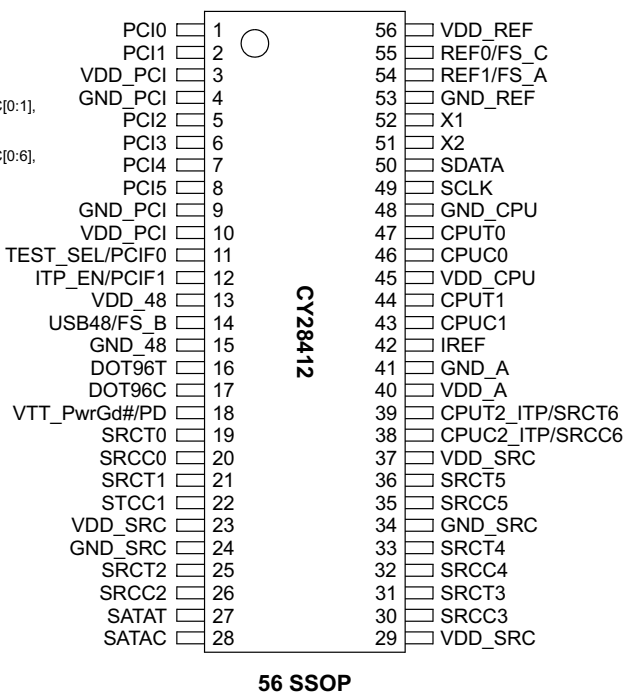 PCI0 1 56 VDD_REF
PCI1 2 55 REF0/FS_C
VDD_PCI 3 54 REF1/FS_A
GND_PCI 4 53 GND_REF
C[0:1],
PCI2 5 52 X1
PCI3 6 51 X2
C[0:6],
PCI4 7 50 SDATA
PCI5 8 49 SCLK
GND_PCI 9 48 GND_CPU
VDD_PCI 10 47 CPUT0
TEST_SEL/PCIF0 11 46 CPUC0
ITP_EN/PCIF1 12 45 VDD_CPU
VDD_48 13 44 CPUT1
USB48/FS_B 14 43 CPUC1
GND_48 15 42 IREF
DOT96T 16 41 GND_A
DOT96C 17 40 VDD_A
VTT_PwrGd#/PD 18 39 CPUT2_ITP/SRCT6
SRCT0 19 38 CPUC2_ITP/SRCC6
SRCC0 20 37 VDD_SRC
SRCT1 21 36 SRCT5
STCC1 22 35 SRCC5
VDD_SRC 23 34 GND_SRC
GND_SRC 24 33 SRCT4
SRCT2 25 32 SRCC4
SRCC2 26 31 SRCT3
SATAT 27 30 SRCC3
SATAC 28 29 VDD_SRC
CY28412
56 SSOP